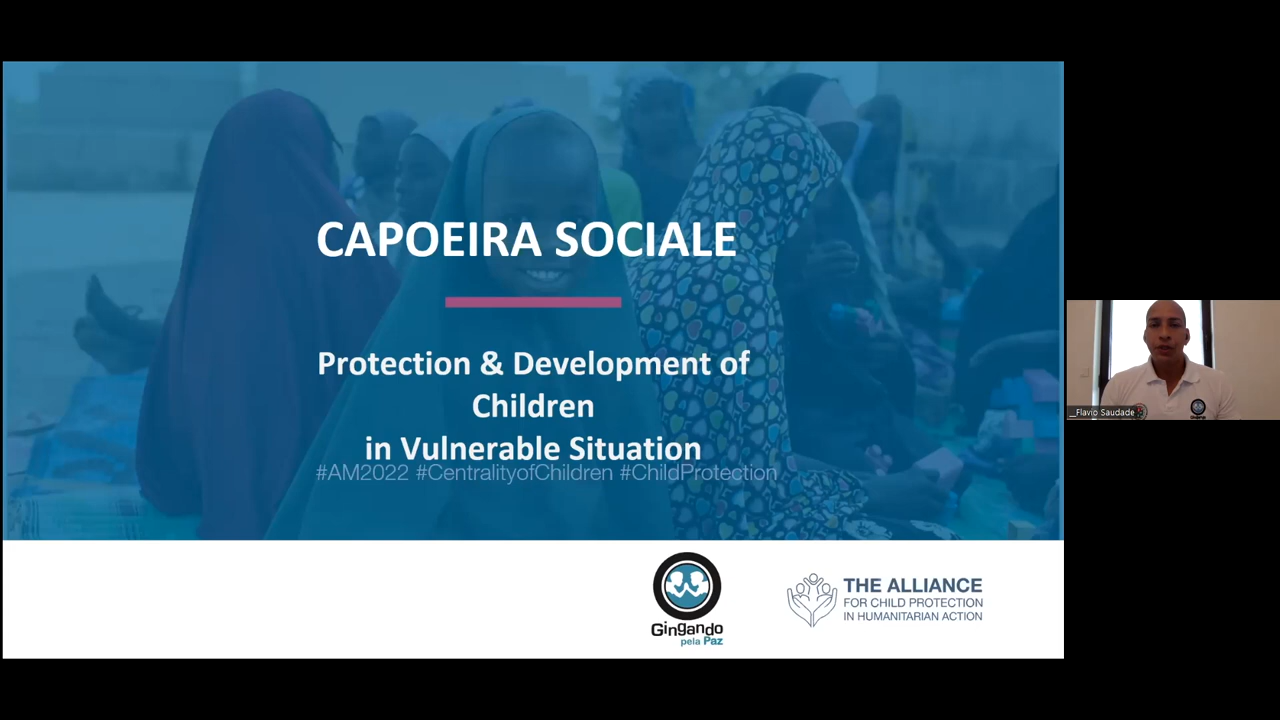 CAPOEIRA SOCIALE
Protection & Development of
Children
in Vulnerable Situation
#AM2022 #CentralityofChildren #ChildProtection
Gingando
pela Paz
THE ALLIANCE
FOR CHILD PROTECTION
IN HUMANITARIAN ACTION
__Flavio Saudade